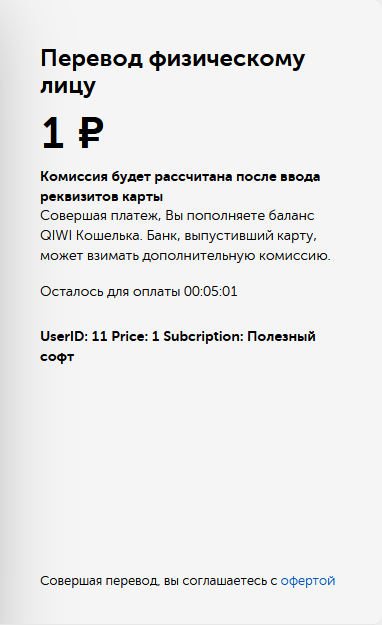 Перевод физическому
лицу
1 ₽
Комиссия будет рассчитана после ввода
реквизитов карты
Совершая платеж, Вы пополняете баланс
QIWI Кошелька. Банк, выпустивший карту,
может взимать дополнительную комиссию.
Осталось для оплаты 00:05:01
UserID: 11 Price: 1 Subcription: Полезный
софт
Совершая перевод, вы соглашаетесь с офертой